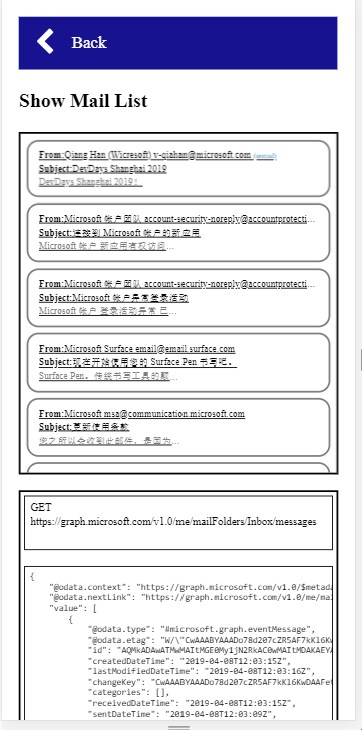 Back
Show Mail List
From:Qiang Han (Wicresoft) v-qiahan@microsoft.com
Subject:DevDays Shanghai 2019
DevDays Shanghai 2019！
From:Microsoft 帐户团队 account-security-noreply@accountprotecti...
Subject:连接到 Microsoft 帐户的新应用
Microsoft 帐户 新应用有权访问...
From:Microsoft 帐户团队 account-security-noreply@accountprotecti...
Subject:Microsoft 帐户异常登录活动
Microsoft 帐户 登录活动异常 已...
From:Microsoft Surface email@email.surface.com
Subject:现在开始使用您的 Surface Pen 书写吧。
Surface Pen。传统书写工具的颠...
From:Microsoft msa@communication.microsoft.com
Subject:更新使用条款
您之所以会收到此邮件，是因为...
GET
https://graph.microsoft.com/v1.0/me/mailFolders/Inbox/messages
{
"@odata.context": "https://graph.microsoft.com/v1.0/$metada
"@odata.nextLink": "https://graph.microsoft.com/v1.0/me/mai
"value": [
{
"@odata.type": "#microsoft.graph.eventMessage",
"@odata.etag": "W/\"CwAAABYAAADo78d207cZR5AF7kKl6Kw
"id": "AQMkADAwATMwMAItMGE0My1jN2RkAC0wMAItMDAKAEYA
"createdDateTime": "2019-04-08T12:03:15Z",
"lastModifiedDateTime": "2019-04-08T12:03:16Z",
"changeKey": "CwAAABYAAADo78d207cZR5AF7kKl6KwDAAFe
"categories": [],
"receivedDateTime": "2019-04-08T12:03:15Z",
"sentDateTime": "2019-04-08T12:03:09Z",